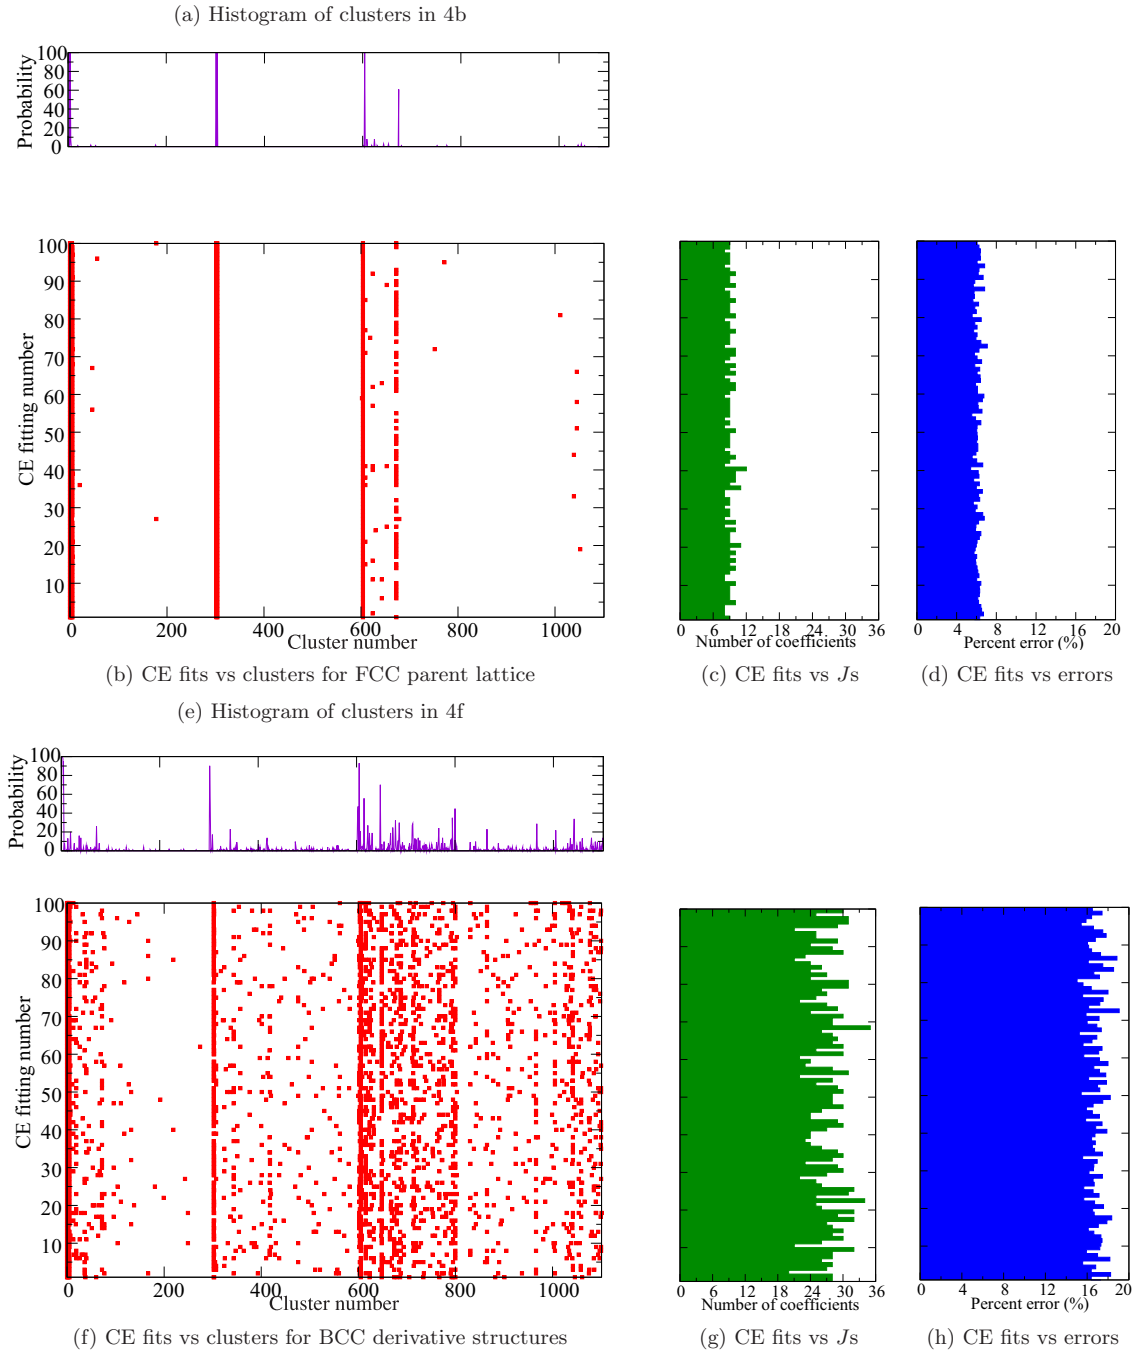 (a) Histogram of clusters in 4b
Probability
100
80
60
40
20
0
CE fitting number
100
90
80
70
60
50
40
30
20
10
0 200 400 600 800 1000
Cluster number
0 6 12 18 24 30 36
Number of coefficients
0 4 8 12 16 20
Percent error (%)
(b) CE fits vs clusters for FCC parent lattice
(c) CE fits vs Js
(d) CE fits vs errors
(e) Histogram of clusters in 4f
Probability
100
80
60
40
20
0
CE fitting number
100
90
80
70
60
50
40
30
20
10
0 200 400 600 800 1000
Cluster number
0 6 12 18 24 30 36
Number of coefficients
0 4 8 12 16 20
Percent error (%)
(f) CE fits vs clusters for BCC derivative structures
(g) CE fits vs Js
(h) CE fits vs errors